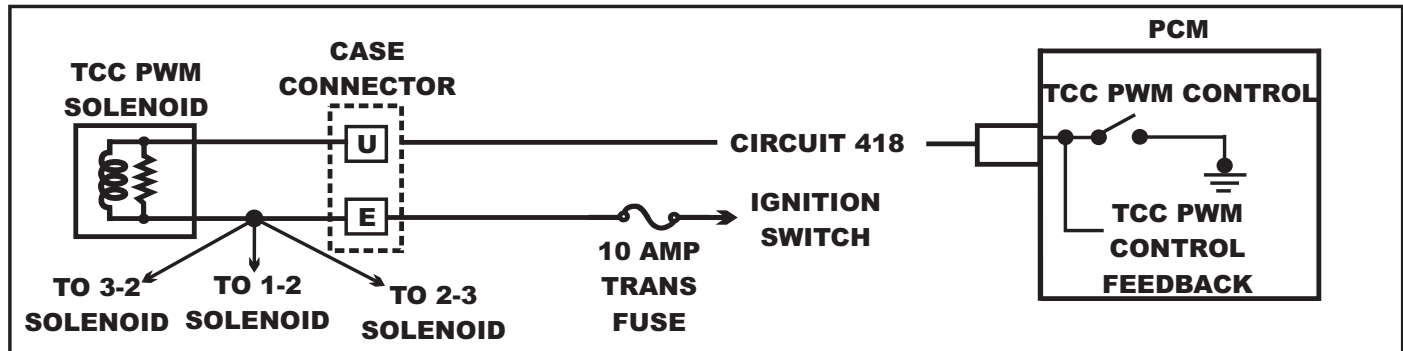 TCC PWM
SOLENOID
CASE
CONNECTOR
U
E
CIRCUIT 418
IGNITION
SWITCH
10 AMP
TRANS
FUSE
TO 3-2
SOLENOID
TO 1-2
SOLENOID
TO 2-3
SOLENOID
PCM
TCC PWM CONTROL
TCC PWM
CONTROL
FEEDBACK